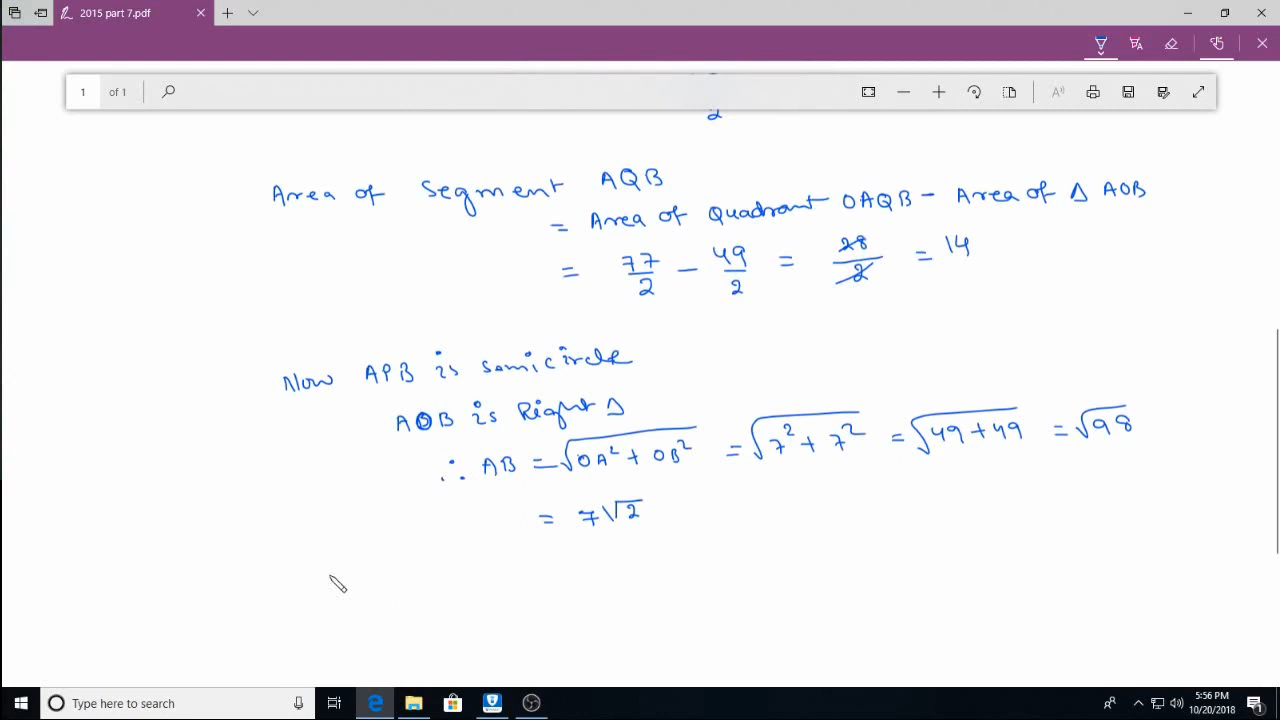 2015 part 7.pdf
1 of 1
2
Area of Segment AQB
= Area of Quadrant OAQB - Area of Δ AOB
= 77/2 - 49/2 = 28/2 = 14
Now APB is semicircle
AOB is Right Δ
∴ AB = √OA² + OB² = √7² + 7² = √49 + 49 = √98
= 7√2
Type here to search
5:56 PM
10/20/2018